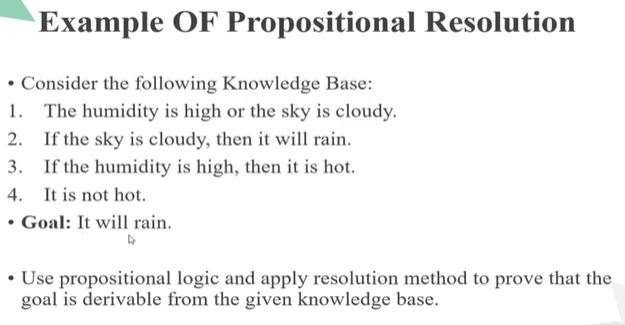 Example OF Propositional Resolution
• Consider the following Knowledge Base:
1. The humidity is high or the sky is cloudy.
2. If the sky is cloudy, then it will rain.
3. If the humidity is high, then it is hot.
4. It is not hot.
• Goal: It will rain.
• Use propositional logic and apply resolution method to prove that the
goal is derivable from the given knowledge base.